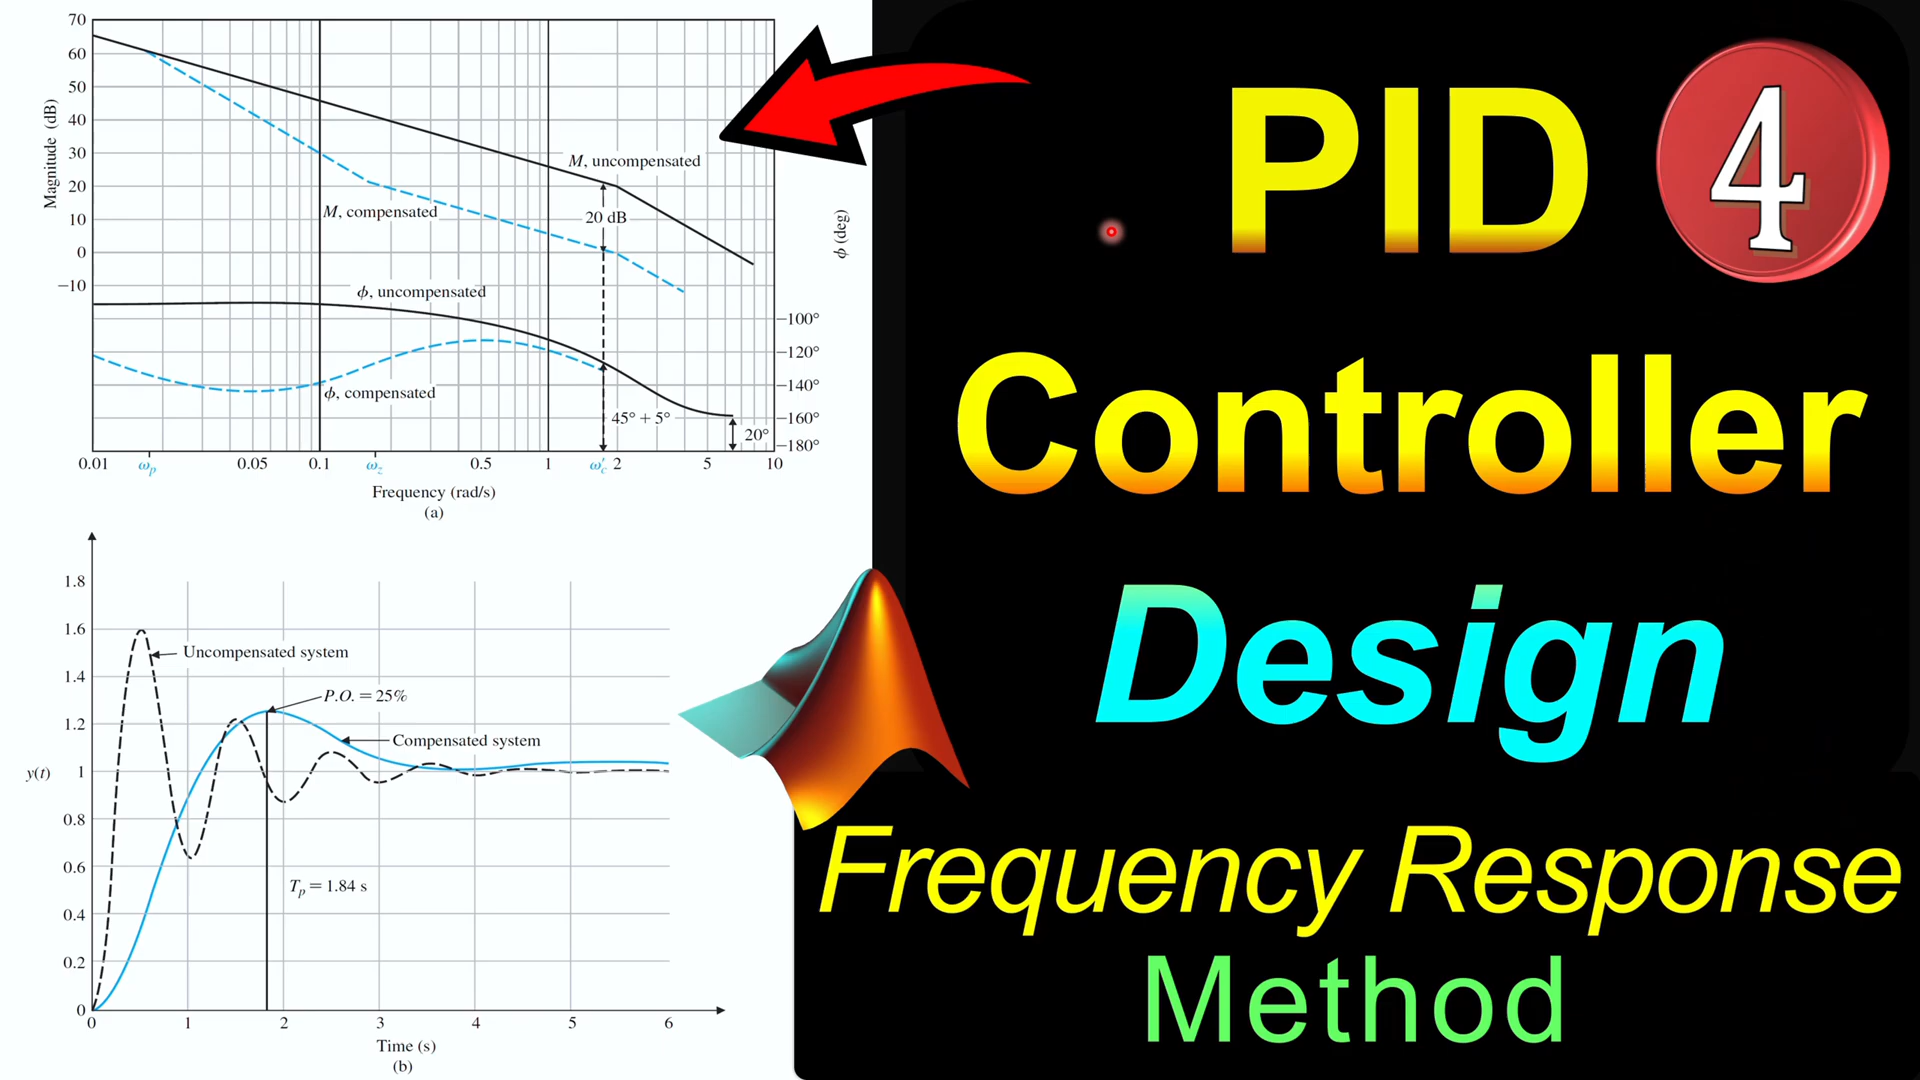 70
60
50
40
30
20
10
0
−10
Magnitude (dB)
M, uncompensated
20 dB
M, compensated
ϕ, uncompensated
ϕ, compensated
45° + 5°
20°
ϕ (deg)
−100°
−120°
−140°
−160°
−180°
0.01 ωp 0.05 0.1 ωz 0.5 1 ω′c 2 5 10
Frequency (rad/s)
(a)
1.8
1.6
1.4
1.2
1
0.8
0.6
0.4
0.2
0
y(t)
Uncompensated system
P.O. = 25%
Compensated system
Tp = 1.84 s
0 1 2 3 4 5 6
Time (s)
(b)
PID 4
Controller
Design
Frequency Response
Method